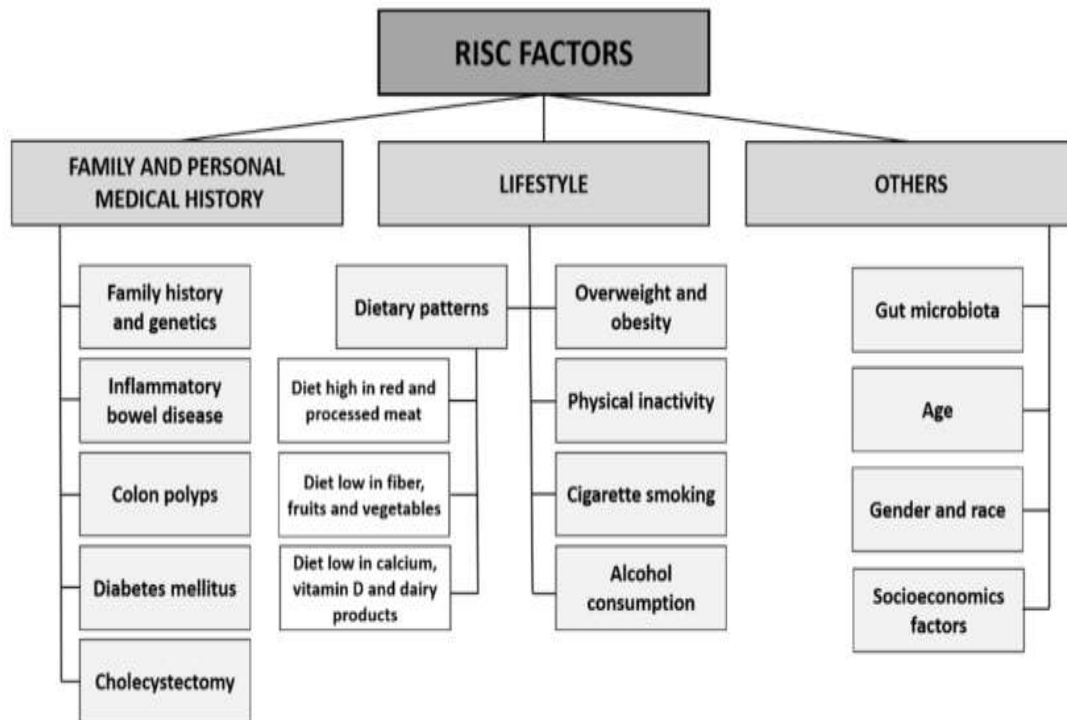 RISC FACTORS
FAMILY AND PERSONAL
MEDICAL HISTORY
Family history
and genetics
Inflammatory
bowel disease
Colon polyps
Diabetes mellitus
Cholecystectomy
LIFESTYLE
Dietary patterns
Diet high in red and
processed meat
Diet low in fiber,
fruits and vegetables
Diet low in calcium,
vitamin D and dairy
products
Overweight and
obesity
Physical inactivity
Cigarette smoking
Alcohol
consumption
OTHERS
Gut microbiota
Age
Gender and race
Socioeconomics
factors